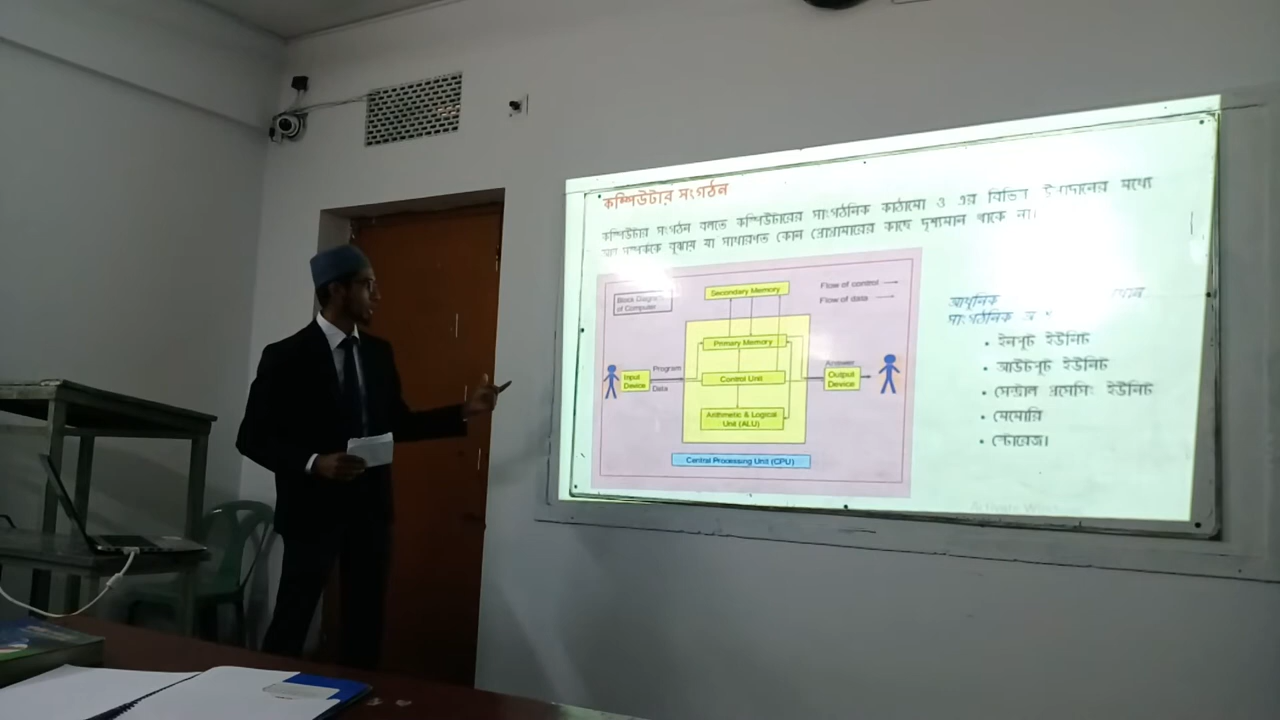 কম্পিউটার সংগঠন
কম্পিউটার সংগঠন বলতে কম্পিউটারের সাংগঠনিক কাঠামো ও এর বিভিন্ন উপাদানের মধ্যে
সম্পর্ককে বুঝায় যা সাধারণত কোন প্রোগ্রামারের কাছে দৃশ্যমান থাকে না।
Block Diagram
of Computer
Secondary Memory
Flow of control
Flow of data
Primary Memory
Input
Device
Program
Data
Control Unit
Answer
Output
Device
Arithmetic & Logical
Unit (ALU)
Central Processing Unit (CPU)
আধুনিক
সাংগঠনিক
• ইনপুট ইউনিট
• আউটপুট ইউনিট
• সেন্ট্রাল প্রসেসিং ইউনিট
• মেমোরি
• স্টোরেজ।
Activate